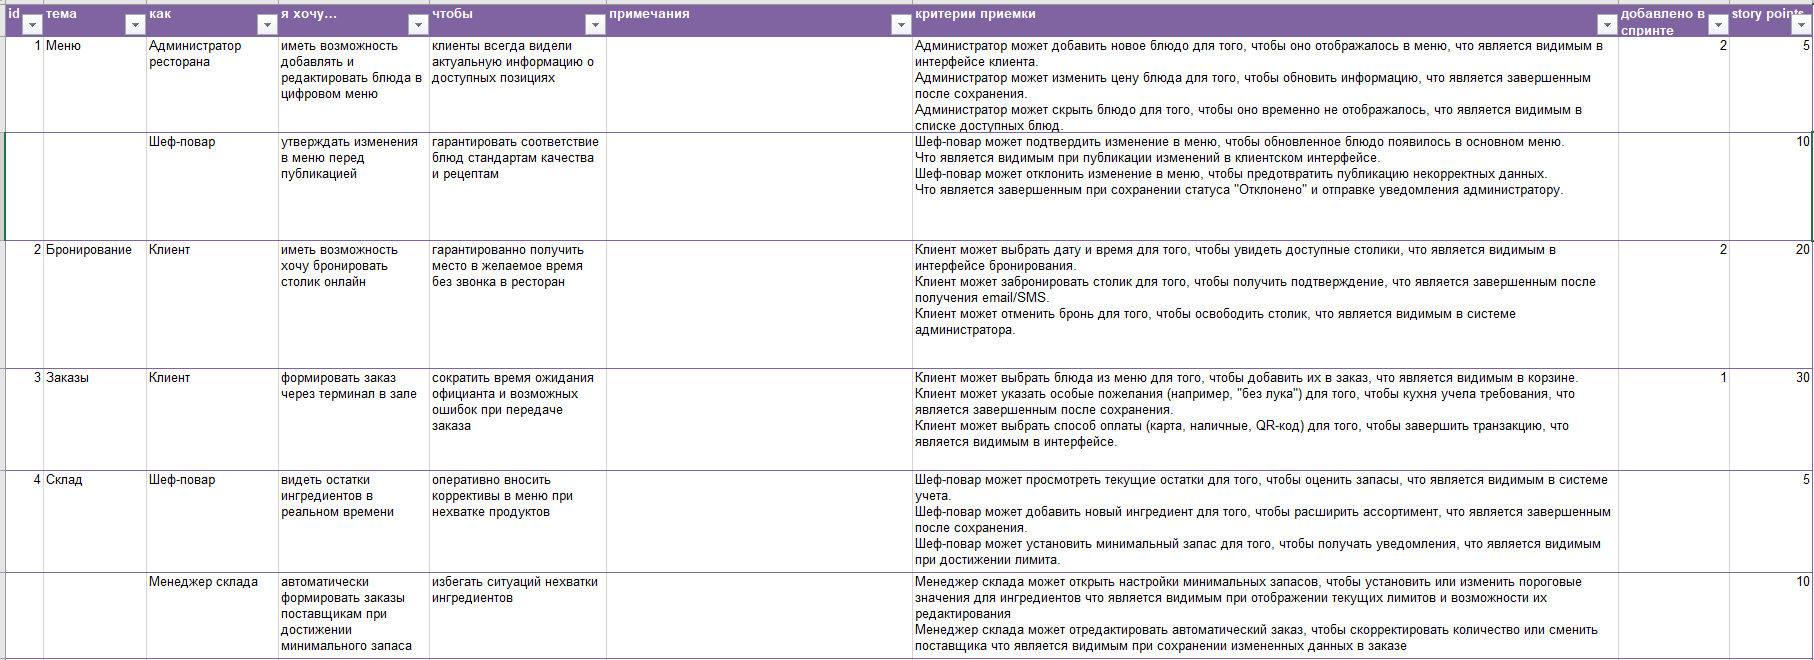 id тема как я хочу... чтобы примечания критерии приемки добавлено в спринте story points
1 Меню
Администратор
ресторана
иметь возможность
добавлять и
редактировать блюда в
цифровом меню
клиенты всегда видели
актуальную информацию о
доступных позициях
Администратор может добавить новое блюдо для того, чтобы оно отображалось в меню, что является видимым в
интерфейсе клиента.
Администратор может изменить цену блюда для того, чтобы обновить информацию, что является завершенным
после сохранения.
Администратор может скрыть блюдо для того, чтобы оно временно не отображалось, что является видимым в
списке доступных блюд.
2
5
Шеф-повар
утверждать изменения
в меню перед
публикацией
гарантировать соответствие
блюд стандартам качества
и рецептам
Шеф-повар может подтвердить изменение в меню, чтобы обновленное блюдо появилось в основном меню.
Что является видимым при публикации изменений в клиентском интерфейсе.
Шеф-повар может отклонить изменение в меню, чтобы предотвратить публикацию некорректных данных.
Что является завершенным при сохранении статуса "Отклонено" и отправке уведомления администратору.
10
2 Бронирование
Клиент
иметь возможность
хочу бронировать
столик онлайн
гарантированно получить
место в желаемое время
без звонка в ресторан
Клиент может выбрать дату и время для того, чтобы увидеть доступные столики, что является видимым в
интерфейсе бронирования.
Клиент может забронировать столик для того, чтобы получить подтверждение, что является завершенным после
получения email/SMS.
Клиент может отменить бронь для того, чтобы освободить столик, что является видимым в системе
администратора.
2
20
3 Заказы
Клиент
формировать заказ
через терминал в зале
сократить время ожидания
официанта и возможных
ошибок при передаче
заказа
Клиент может выбрать блюда из меню для того, чтобы добавить их в заказ, что является видимым в корзине.
Клиент может указать особые пожелания (например, "без лука") для того, чтобы кухня учела требования, что
является завершенным после сохранения.
Клиент может выбрать способ оплаты (карта, наличные, QR-код) для того, чтобы завершить транзакцию, что
является видимым в интерфейсе.
1
30
4 Склад
Шеф-повар
видеть остатки
ингредиентов в
реальном времени
оперативно вносить
коррективы в меню при
нехватке продуктов
Шеф-повар может просмотреть текущие остатки для того, чтобы оценить запасы, что является видимым в системе
учета.
Шеф-повар может добавить новый ингредиент для того, чтобы расширить ассортимент, что является завершенным
после сохранения.
Шеф-повар может установить минимальный запас для того, чтобы получать уведомления, что является видимым
при достижении лимита.
5
Менеджер склада
автоматически
формировать заказы
поставщикам при
достижении
минимального запаса
избегать ситуаций нехватки
ингредиентов
Менеджер склада может открыть настройки минимальных запасов, чтобы установить или изменить пороговые
значения для ингредиентов что является видимым при отображении текущих лимитов и возможности их
редактирования
Менеджер склада может отредактировать автоматический заказ, чтобы скорректировать количество или сменить
поставщика что является видимым при сохранении измененных данных в заказе
10